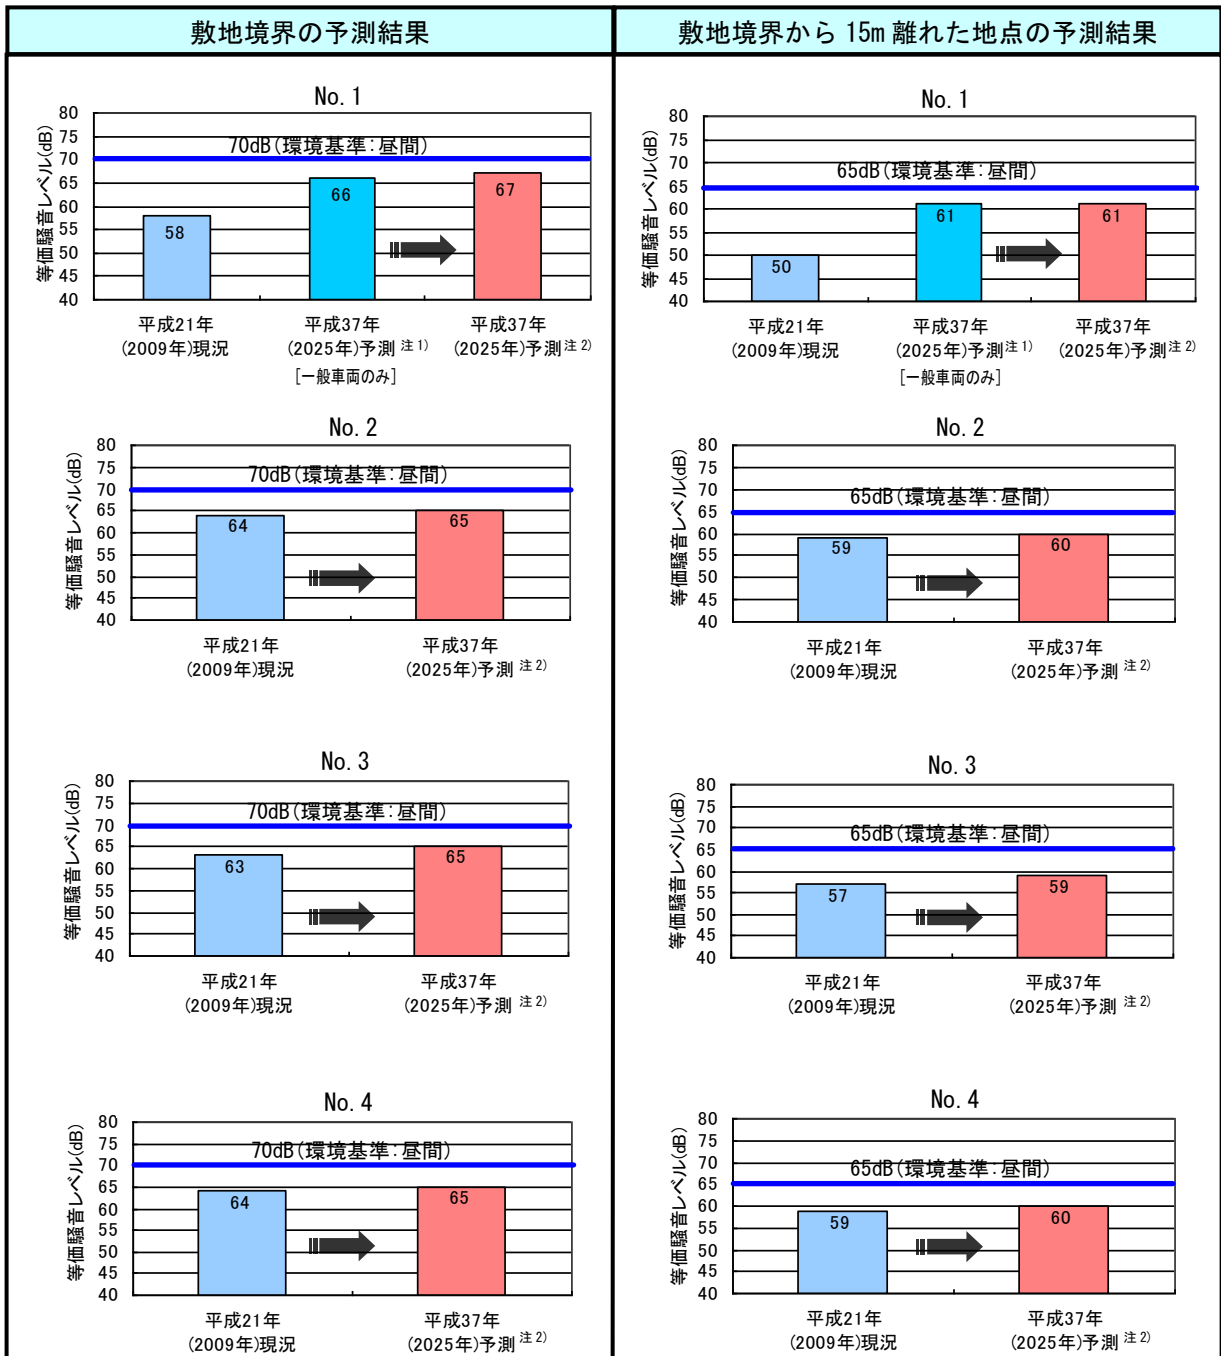 敷地境界の予測結果
敷地境界から 15m 離れた地点の予測結果
No. 1
等価騒音レベル(dB)
80
75
70
65
60
55
50
45
40
70dB(環境基準:昼間)
58
66
67
平成21年
(2009年)現況
平成37年
(2025年)予測 注1)
[一般車両のみ]
平成37年
(2025年)予測 注2)
No. 1
等価騒音レベル(dB)
80
75
70
65
60
55
50
45
40
65dB(環境基準:昼間)
50
61
61
平成21年
(2009年)現況
平成37年
(2025年)予測 注1)
[一般車両のみ]
平成37年
(2025年)予測 注2)
No. 2
等価騒音レベル(dB)
80
75
70
65
60
55
50
45
40
70dB(環境基準:昼間)
64
65
平成21年
(2009年)現況
平成37年
(2025年)予測 注2)
No. 2
等価騒音レベル(dB)
80
75
70
65
60
55
50
45
40
65dB(環境基準:昼間)
59
60
平成21年
(2009年)現況
平成37年
(2025年)予測 注2)
No. 3
等価騒音レベル(dB)
80
75
70
65
60
55
50
45
40
70dB(環境基準:昼間)
63
65
平成21年
(2009年)現況
平成37年
(2025年)予測 注2)
No. 3
等価騒音レベル(dB)
80
75
70
65
60
55
50
45
40
65dB(環境基準:昼間)
57
59
平成21年
(2009年)現況
平成37年
(2025年)予測 注2)
No. 4
等価騒音レベル(dB)
80
75
70
65
60
55
50
45
40
70dB(環境基準:昼間)
64
65
平成21年
(2009年)現況
平成37年
(2025年)予測 注2)
No. 4
等価騒音レベル(dB)
80
75
70
65
60
55
50
45
40
65dB(環境基準:昼間)
59
60
平成21年
(2009年)現況
平成37年
(2025年)予測 注2)